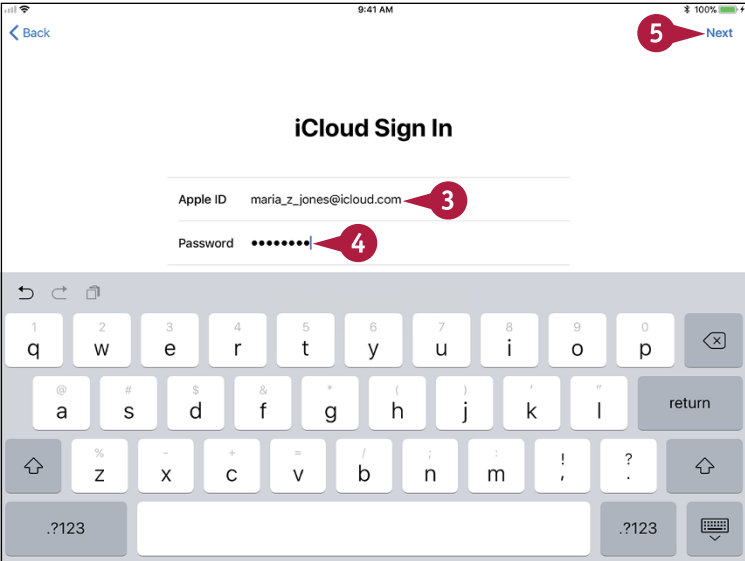 9:41 AM
100%
Back
5
Next
iCloud Sign In
Apple ID maria_z_jones@icloud.com 3
Password ●●●●●●●● 4
1 2 3 4 5 6 7 8 9 0
q w e r t y u i o p
@ # $ & * ( ) ' "
a s d f g h j k l return
% - + = / ; : ! ?
z x c v b n m , .
.?123 .?123